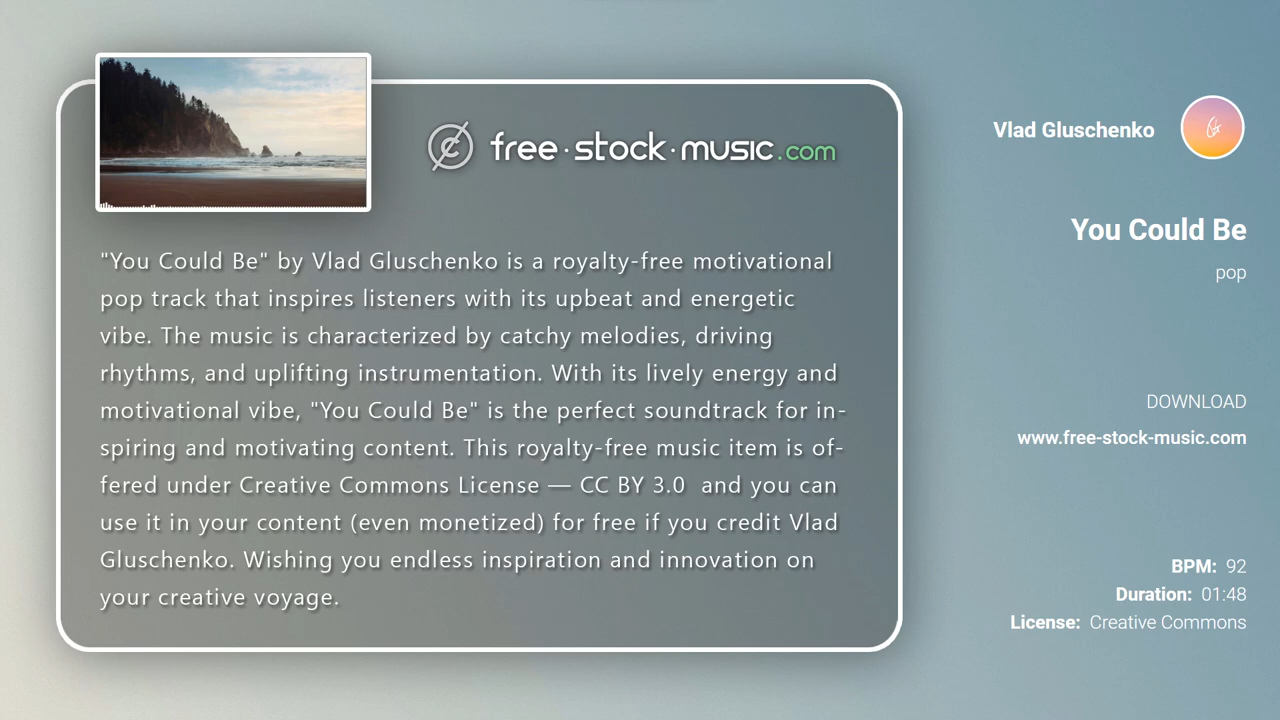 free·stock·music.com
"You Could Be" by Vlad Gluschenko is a royalty-free motivational
pop track that inspires listeners with its upbeat and energetic
vibe. The music is characterized by catchy melodies, driving
rhythms, and uplifting instrumentation. With its lively energy and
motivational vibe, "You Could Be" is the perfect soundtrack for in-
spiring and motivating content. This royalty-free music item is of-
fered under Creative Commons License — CC BY 3.0  and you can
use it in your content (even monetized) for free if you credit Vlad
Gluschenko. Wishing you endless inspiration and innovation on
your creative voyage.
Vlad Gluschenko
You Could Be
pop
DOWNLOAD
www.free-stock-music.com
BPM: 92
Duration: 01:48
License: Creative Commons